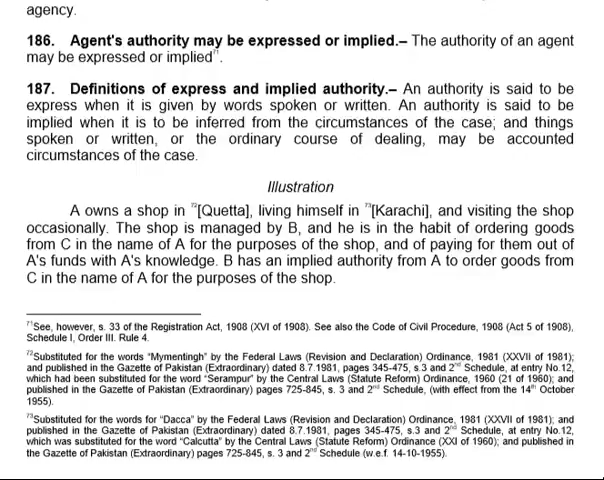 agency.
186. Agent's authority may be expressed or implied.– The authority of an agent
may be expressed or implied71.
187. Definitions of express and implied authority.– An authority is said to be
express when it is given by words spoken or written. An authority is said to be
implied when it is to be inferred from the circumstances of the case; and things
spoken or written, or the ordinary course of dealing, may be accounted
circumstances of the case.
Illustration
A owns a shop in 72[Quetta], living himself in 73[Karachi], and visiting the shop
occasionally. The shop is managed by B, and he is in the habit of ordering goods
from C in the name of A for the purposes of the shop, and of paying for them out of
A's funds with A's knowledge. B has an implied authority from A to order goods from
C in the name of A for the purposes of the shop.
71See, however, s. 33 of the Registration Act, 1908 (XVI of 1908). See also the Code of Civil Procedure, 1908 (Act 5 of 1908),
Schedule I, Order III. Rule 4.
72Substituted for the words “Mymentingh” by the Federal Laws (Revision and Declaration) Ordinance, 1981 (XXVII of 1981);
and published in the Gazette of Pakistan (Extraordinary) dated 8.7.1981, pages 345-475, s.3 and 2nd Schedule, at entry No.12,
which had been substituted for the word “Serampur” by the Central Laws (Statute Reform) Ordinance, 1960 (21 of 1960); and
published in the Gazette of Pakistan (Extraordinary) pages 725-845, s. 3 and 2nd Schedule, (with effect from the 14th October
1955).
73Substituted for the words for “Dacca” by the Federal Laws (Revision and Declaration) Ordinance, 1981 (XXVII of 1981); and
published in the Gazette of Pakistan (Extraordinary) dated 8.7.1981, pages 345-475, s.3 and 2nd Schedule, at entry No.12,
which was substituted for the word “Calcutta” by the Central Laws (Statute Reform) Ordinance (XXI of 1960); and published in
the Gazette of Pakistan (Extraordinary) pages 725-845, s. 3 and 2nd Schedule (w.e.f. 14-10-1955).